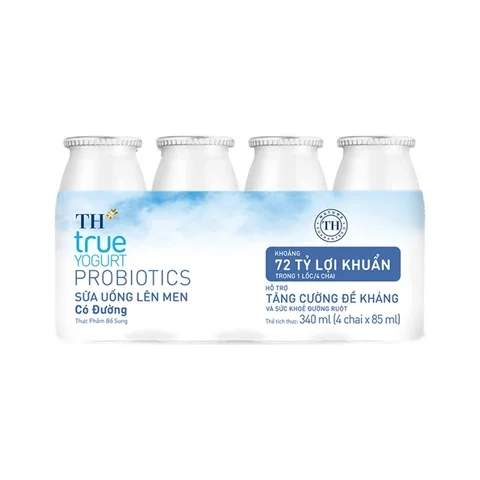 TH
true
YOGURT
PROBIOTICS
SỮA UỐNG LÊN MEN
Có Đường
Thực Phẩm Bổ Sung
TH
KHOẢNG
72 TỶ LỢI KHUẨN
TRONG 1 LỐC/4 CHAI
HỖ TRỢ
TĂNG CƯỜNG ĐỀ KHÁNG
VÀ SỨC KHOẺ ĐƯỜNG RUỘT
Thể tích thực: 340 ml (4 chai x 85 ml)